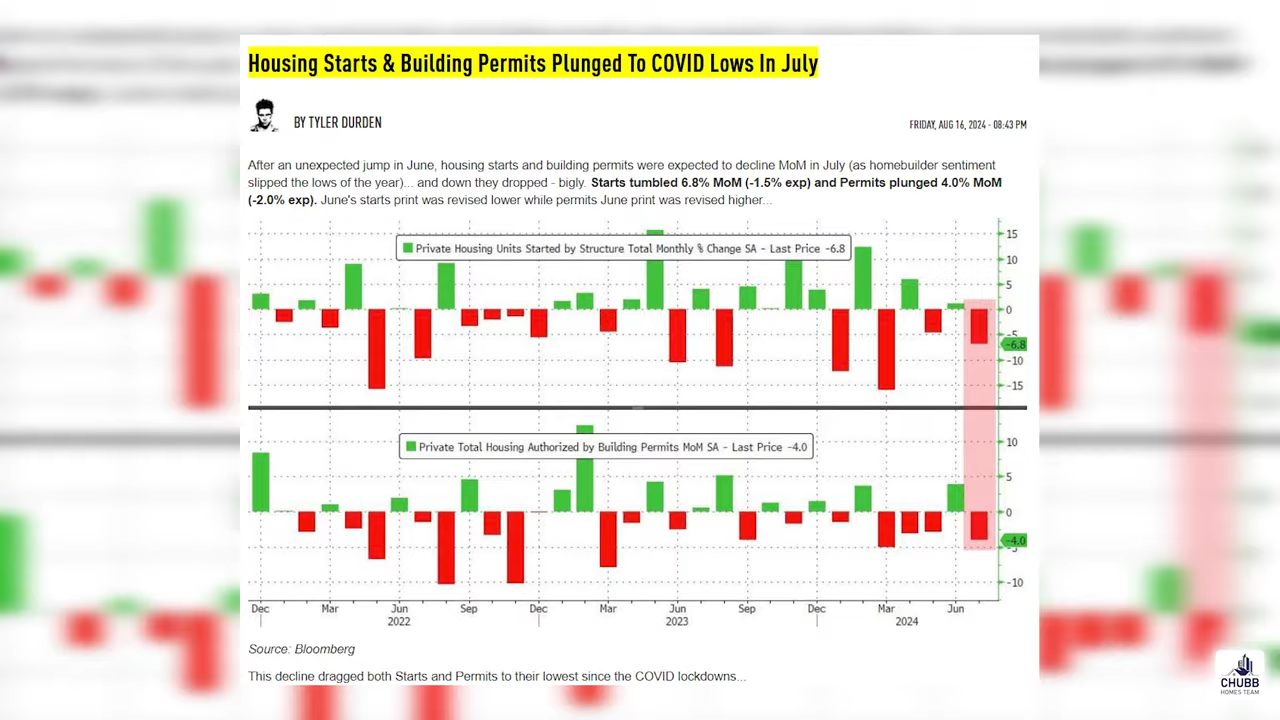 Housing Starts & Building Permits Plunged To COVID Lows In July
BY TYLER DURDEN
FRIDAY, AUG 16, 2024 - 08:43 PM
After an unexpected jump in June, housing starts and building permits were expected to decline MoM in July (as homebuilder sentiment
slipped the lows of the year)... and down they dropped - bigly. Starts tumbled 6.8% MoM (-1.5% exp) and Permits plunged 4.0% MoM
(-2.0% exp). June's starts print was revised lower while permits June print was revised higher...
Private Housing Units Started by Structure Total Monthly % Change SA - Last Price -6.8
15
10
5
0
-5
-6.8
-10
-15
Private Total Housing Authorized by Building Permits MoM SA - Last Price -4.0
10
5
0
-4.0
-5
-10
Dec Mar Jun Sep Dec Mar Jun Sep Dec Mar Jun
2022 2023 2024
Source: Bloomberg
This decline dragged both Starts and Permits to their lowest since the COVID lockdowns...
CHUBB
HOMES TEAM